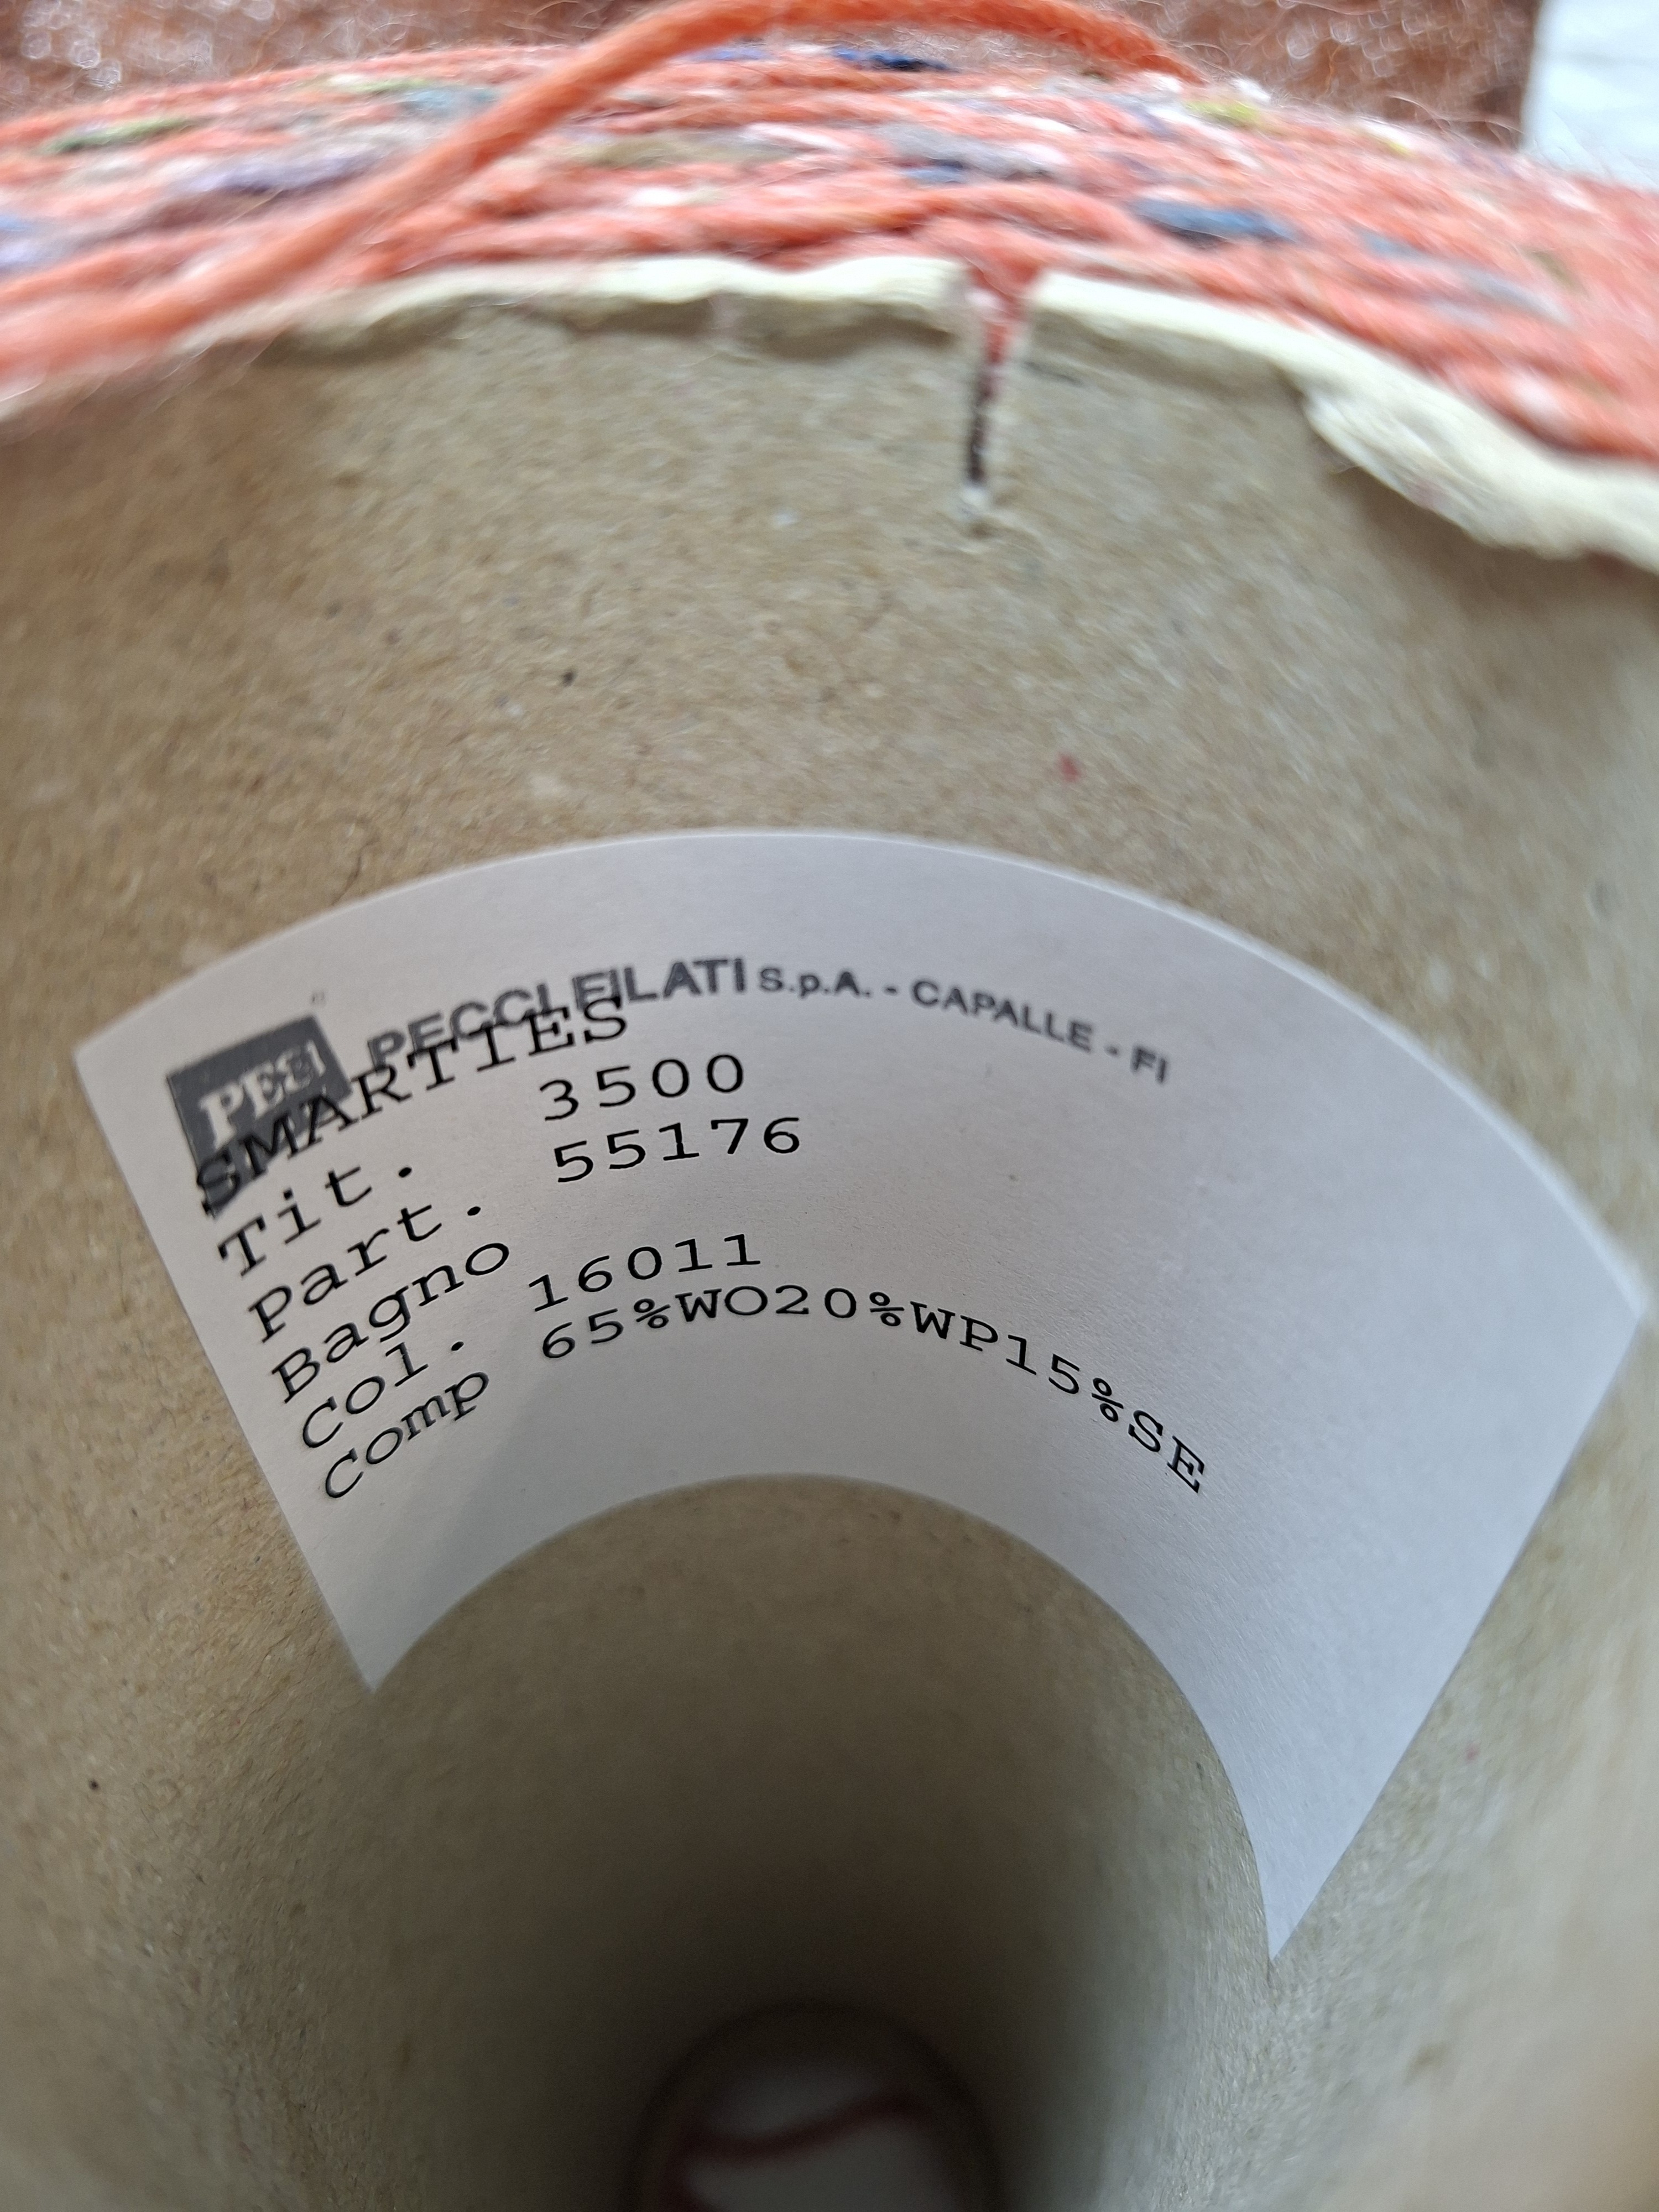 PECCI FILATI S.p.A. - CAPALLE - FI
SMARTIES
Tit. 3500
Part. 55176
Bagno
Col. 16011
Comp 65%WO20%WP15%SE